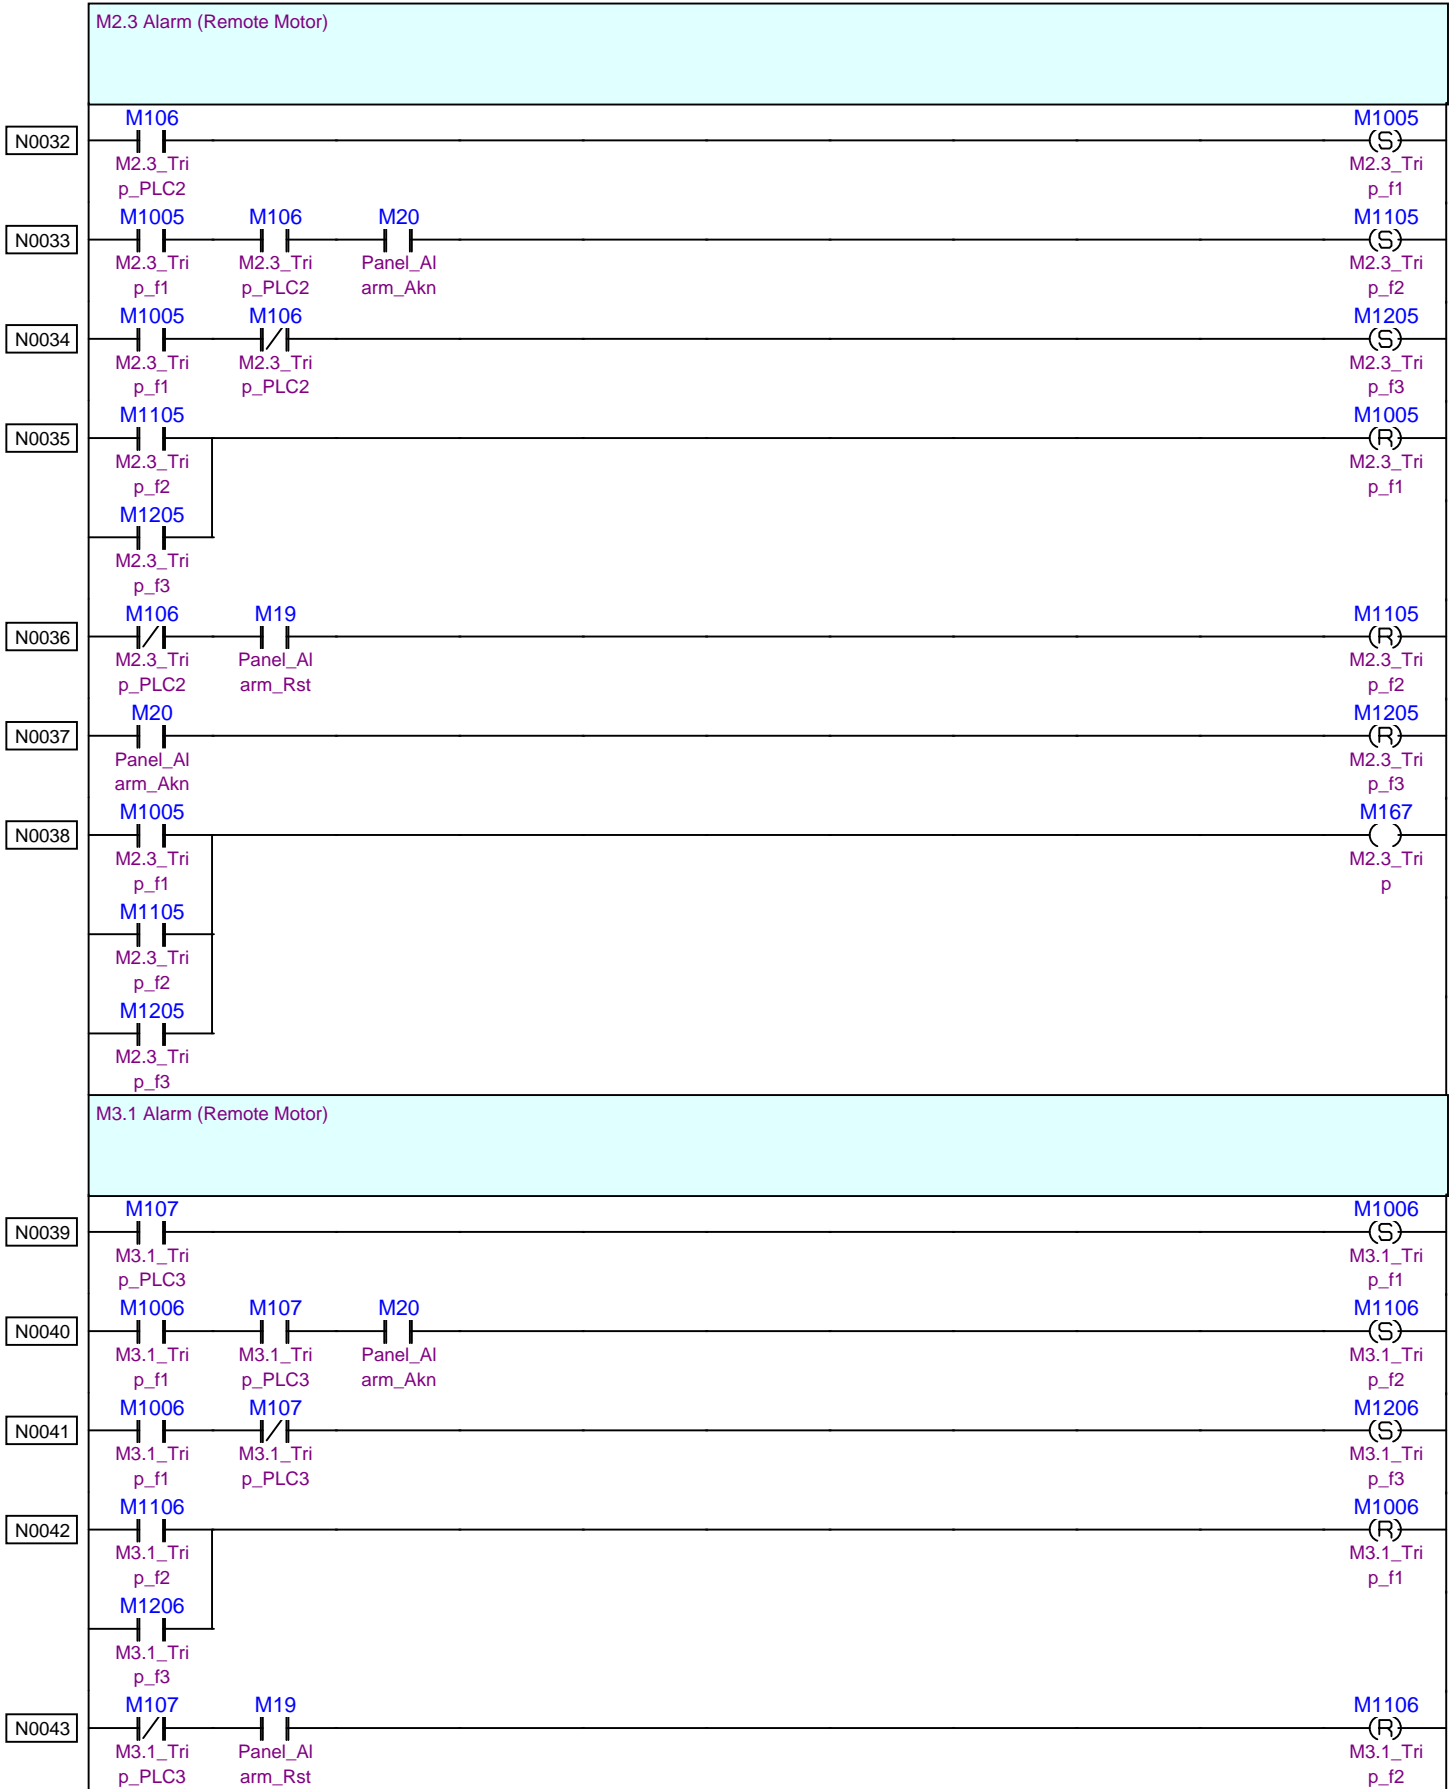 M2.3 Alarm (Remote Motor)
M106 M1005
N0032 S
M2.3_Tri M2.3_Tri
p_PLC2 p_f1
M1005 M106 M20 M1105
N0033 S
M2.3_Tri M2.3_Tri Panel_Al M2.3_Tri
p_f1 p_PLC2 arm_Akn p_f2
M1005 M106 M1205
N0034 S
M2.3_Tri M2.3_Tri M2.3_Tri
p_f1 p_PLC2 p_f3
M1105 M1005
N0035 R
M2.3_Tri M2.3_Tri
p_f2 p_f1
M1205
M2.3_Tri
p_f3
M106 M19 M1105
N0036 R
M2.3_Tri Panel_Al M2.3_Tri
p_PLC2 arm_Rst p_f2
M20 M1205
N0037 R
Panel_Al M2.3_Tri
arm_Akn p_f3
M1005 M167
N0038
M2.3_Tri M2.3_Tri
p_f1 p
M1105
M2.3_Tri
p_f2
M1205
M2.3_Tri
p_f3
M3.1 Alarm (Remote Motor)
M107 M1006
N0039 S
M3.1_Tri M3.1_Tri
p_PLC3 p_f1
M1006 M107 M20 M1106
N0040 S
M3.1_Tri M3.1_Tri Panel_Al M3.1_Tri
p_f1 p_PLC3 arm_Akn p_f2
M1006 M107 M1206
N0041 S
M3.1_Tri M3.1_Tri M3.1_Tri
p_f1 p_PLC3 p_f3
M1106 M1006
N0042 R
M3.1_Tri M3.1_Tri
p_f2 p_f1
M1206
M3.1_Tri
p_f3
M107 M19 M1106
N0043 R
M3.1_Tri Panel_Al M3.1_Tri
p_PLC3 arm_Rst p_f2